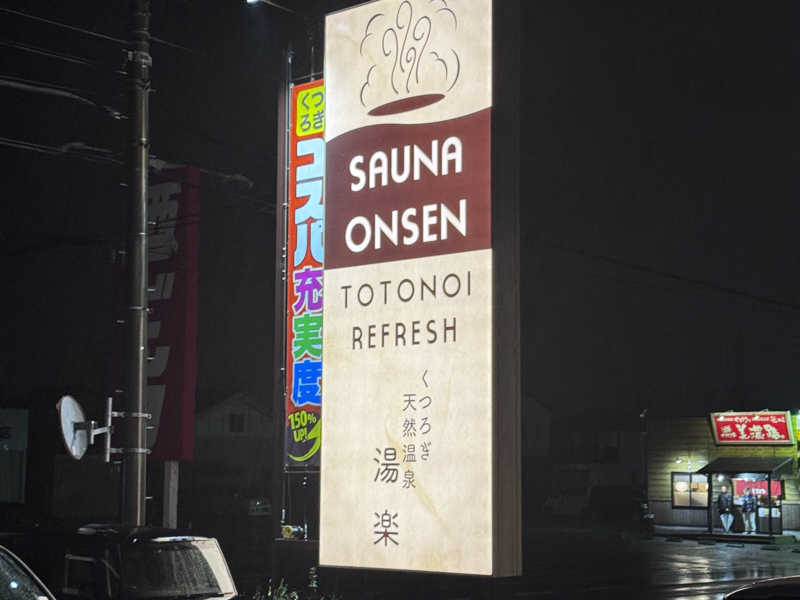 SAUNA
ONSEN
TOTONOI
REFRESH
くつろぎ
天然温泉
湯楽
くつ
ろぎ
コスパ充実度
150%
UP!